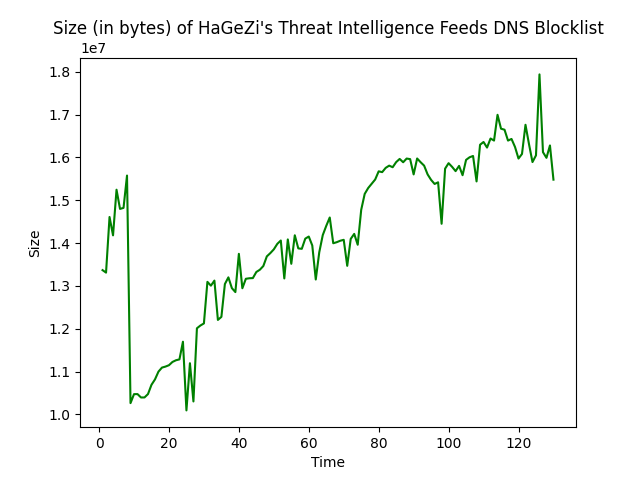 Size (in bytes) of HaGeZi's Threat Intelligence Feeds DNS Blocklist
1e7
1.8
1.7
1.6
1.5
1.4
1.3
1.2
1.1
1.0
Size
0 20 40 60 80 100 120
Time